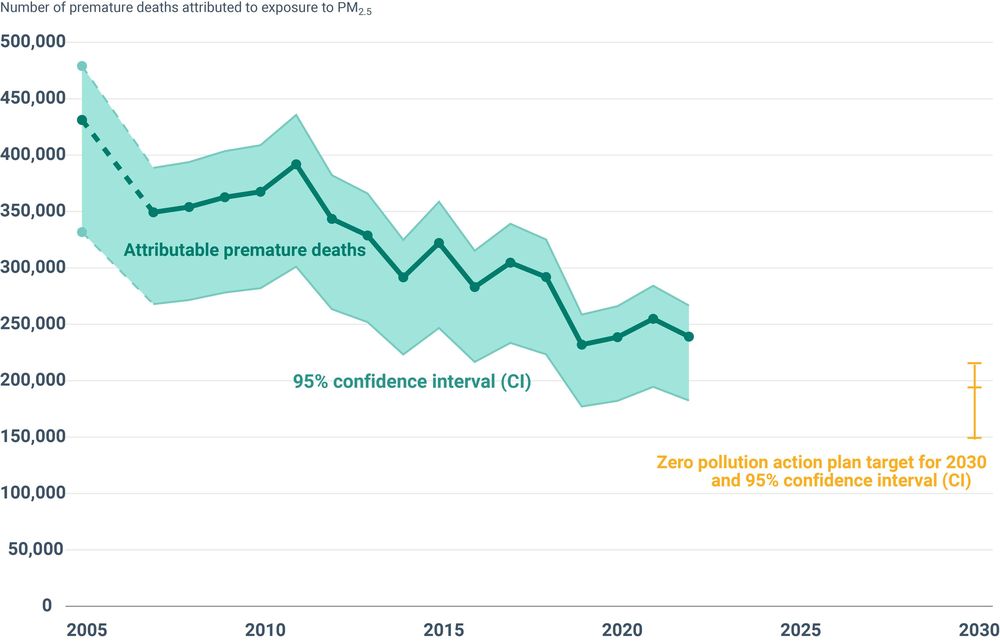 Number of premature deaths attributed to exposure to PM2.5
500,000
450,000
400,000
350,000
300,000
250,000
200,000
150,000
100,000
50,000
0
Attributable premature deaths
95% confidence interval (CI)
Zero pollution action plan target for 2030
and 95% confidence interval (CI)
2005 2010 2015 2020 2025 2030